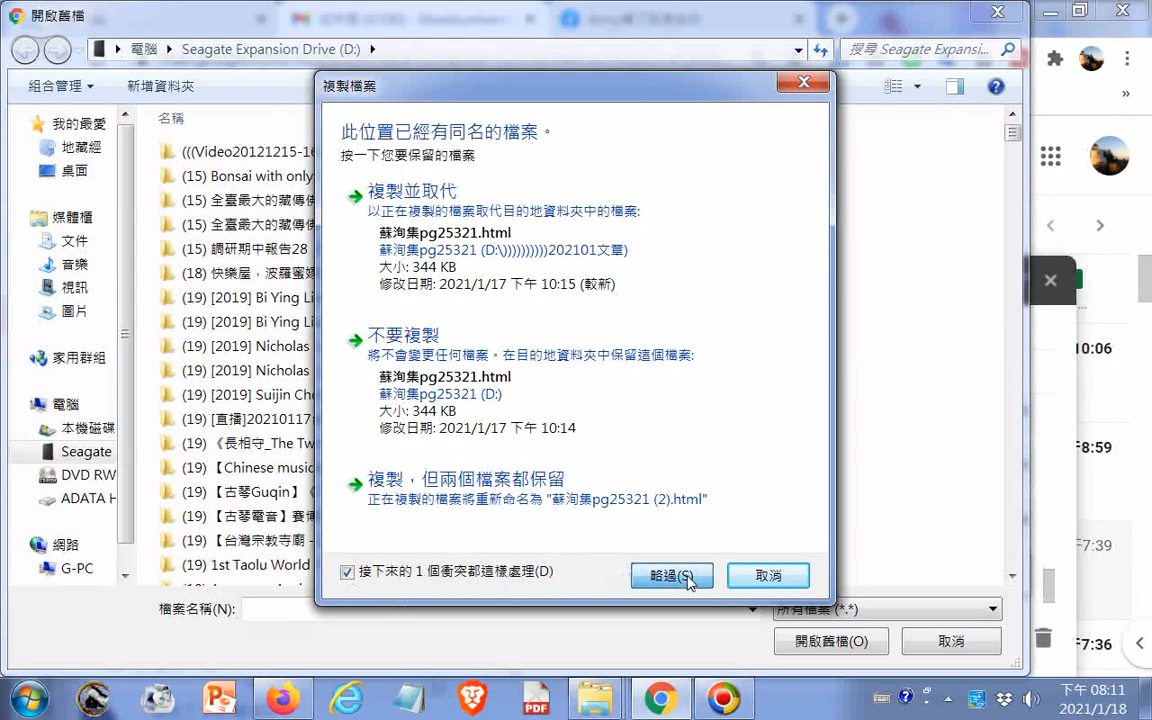 開啟舊檔
電腦 Seagate Expansion Drive (D:)
搜尋 Seagate Expansi...
組合管理
新增資料夾
我的最愛
地藏經
桌面
媒體櫃
文件
音樂
視訊
圖片
家用群組
電腦
本機磁碟
Seagate
DVD RW
ADATA H
網路
G-PC
名稱
(((Video20121215-16
(15) Bonsai with only
(15) 全臺最大的藏傳佛
(15) 全臺最大的藏傳佛
(15) 調研期中報告28
(18) 快樂屋，波羅蜜
(19) [2019] Bi Ying Li
(19) [2019] Bi Ying Li
(19) [2019] Nicholas
(19) [2019] Nicholas
(19) [2019] Suijin Che
(19) [直播]20210117
(19) 《長相守_The Tw
(19) 【Chinese music
(19) 【古琴Guqin】
(19) 【古琴電音】賽博
(19) 【台灣宗教寺廟 -
(19) 1st Taolu World
複製檔案
此位置已經有同名的檔案。
按一下您要保留的檔案
複製並取代
以正在複製的檔案取代目的地資料夾中的檔案:
蘇洵集pg25321.html
蘇洵集pg25321 (D:\))))))))))202101文章)
大小: 344 KB
修改日期: 2021/1/17 下午 10:15 (較新)
不要複製
將不會變更任何檔案。在目的地資料夾中保留這個檔案:
蘇洵集pg25321.html
蘇洵集pg25321 (D:)
大小: 344 KB
修改日期: 2021/1/17 下午 10:14
複製，但兩個檔案都保留
正在複製的檔案將重新命名為 "蘇洵集pg25321 (2).html"
接下來的 1 個衝突都這樣處理(D)
略過(S)
取消
檔案名稱(N):
所有檔案 (*.*)
開啟舊檔(O)
取消
10:06
8:59
7:39
7:36
PDF
下午 08:11
2021/1/18